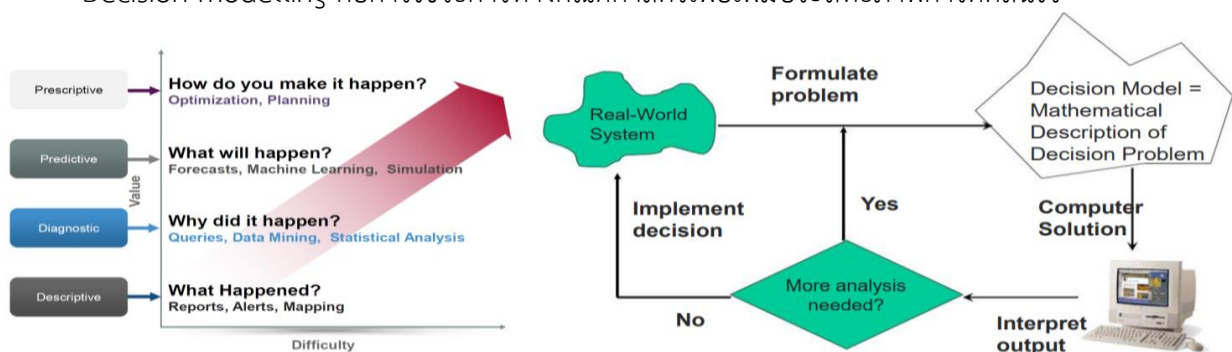 Prescriptive
How do you make it happen?
Optimization, Planning
Predictive
What will happen?
Forecasts, Machine Learning, Simulation
Diagnostic
Why did it happen?
Queries, Data Mining, Statistical Analysis
Descriptive
What Happened?
Reports, Alerts, Mapping
Value
Difficulty
Real-World
System
Formulate
problem
Decision Model =
Mathematical
Description of
Decision Problem
Computer
Solution
Interpret
output
More analysis
needed?
Yes
No
Implement
decision